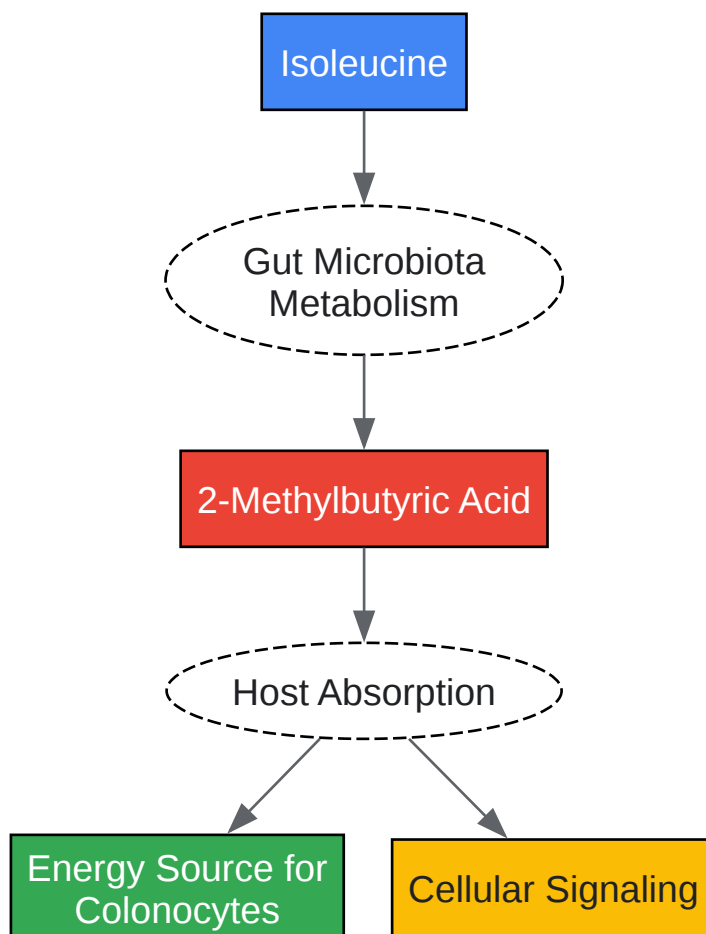 Isoleucine
Gut Microbiota
Metabolism
2-Methylbutyric Acid
Host Absorption
Energy Source for
Colonocytes
Cellular Signaling